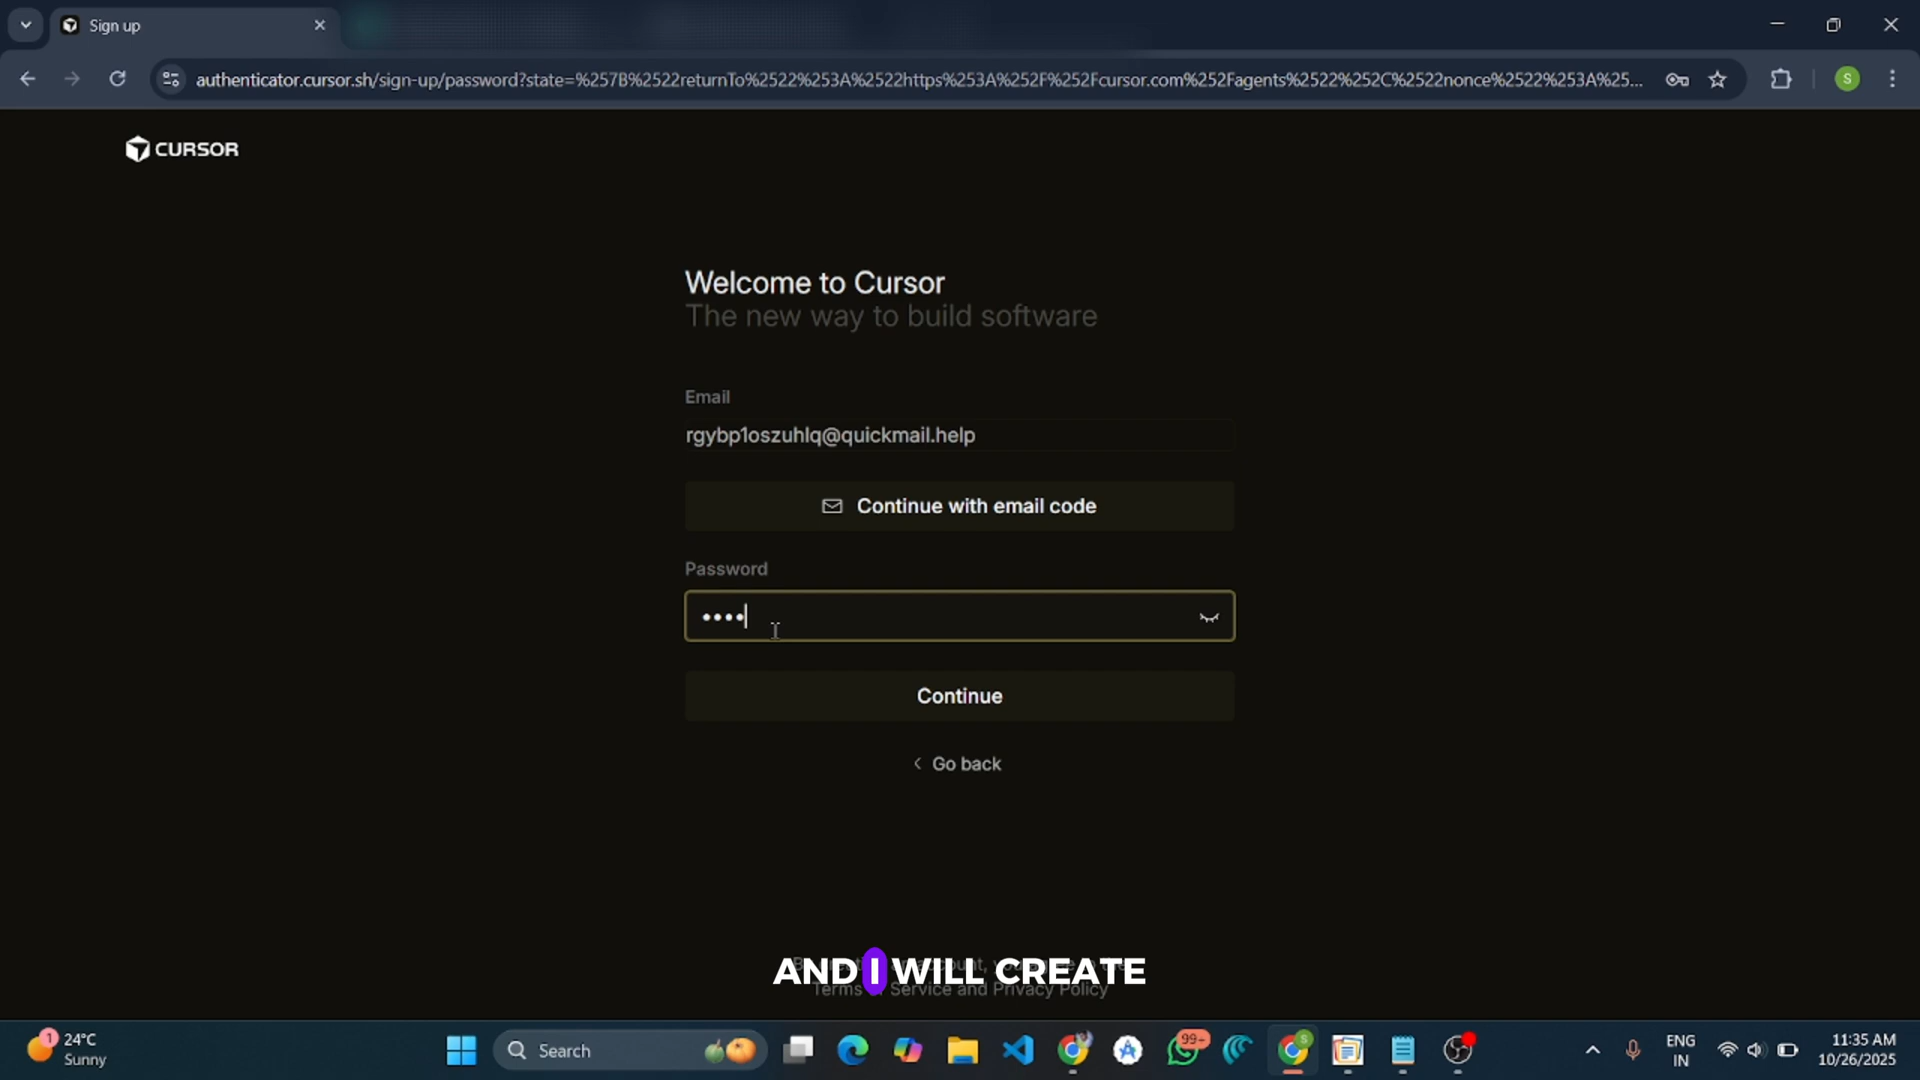 Sign up
authenticator.cursor.sh/sign-up/password?state=%257B%2522returnTo%2522%253A%2522https%253A%252F%252Fcursor.com%252Fagents%2522%252C%2522nonce%2522%253A%25...
S
CURSOR
Welcome to Cursor
The new way to build software
Email
rgybp1oszuhlq@quickmail.help
Continue with email code
Password
Continue
Go back
AND I WILL CREATE
Terms of Service and Privacy Policy
1
24°C
Sunny
Search
99+
S
ENG
IN
11:35 AM
10/26/2025